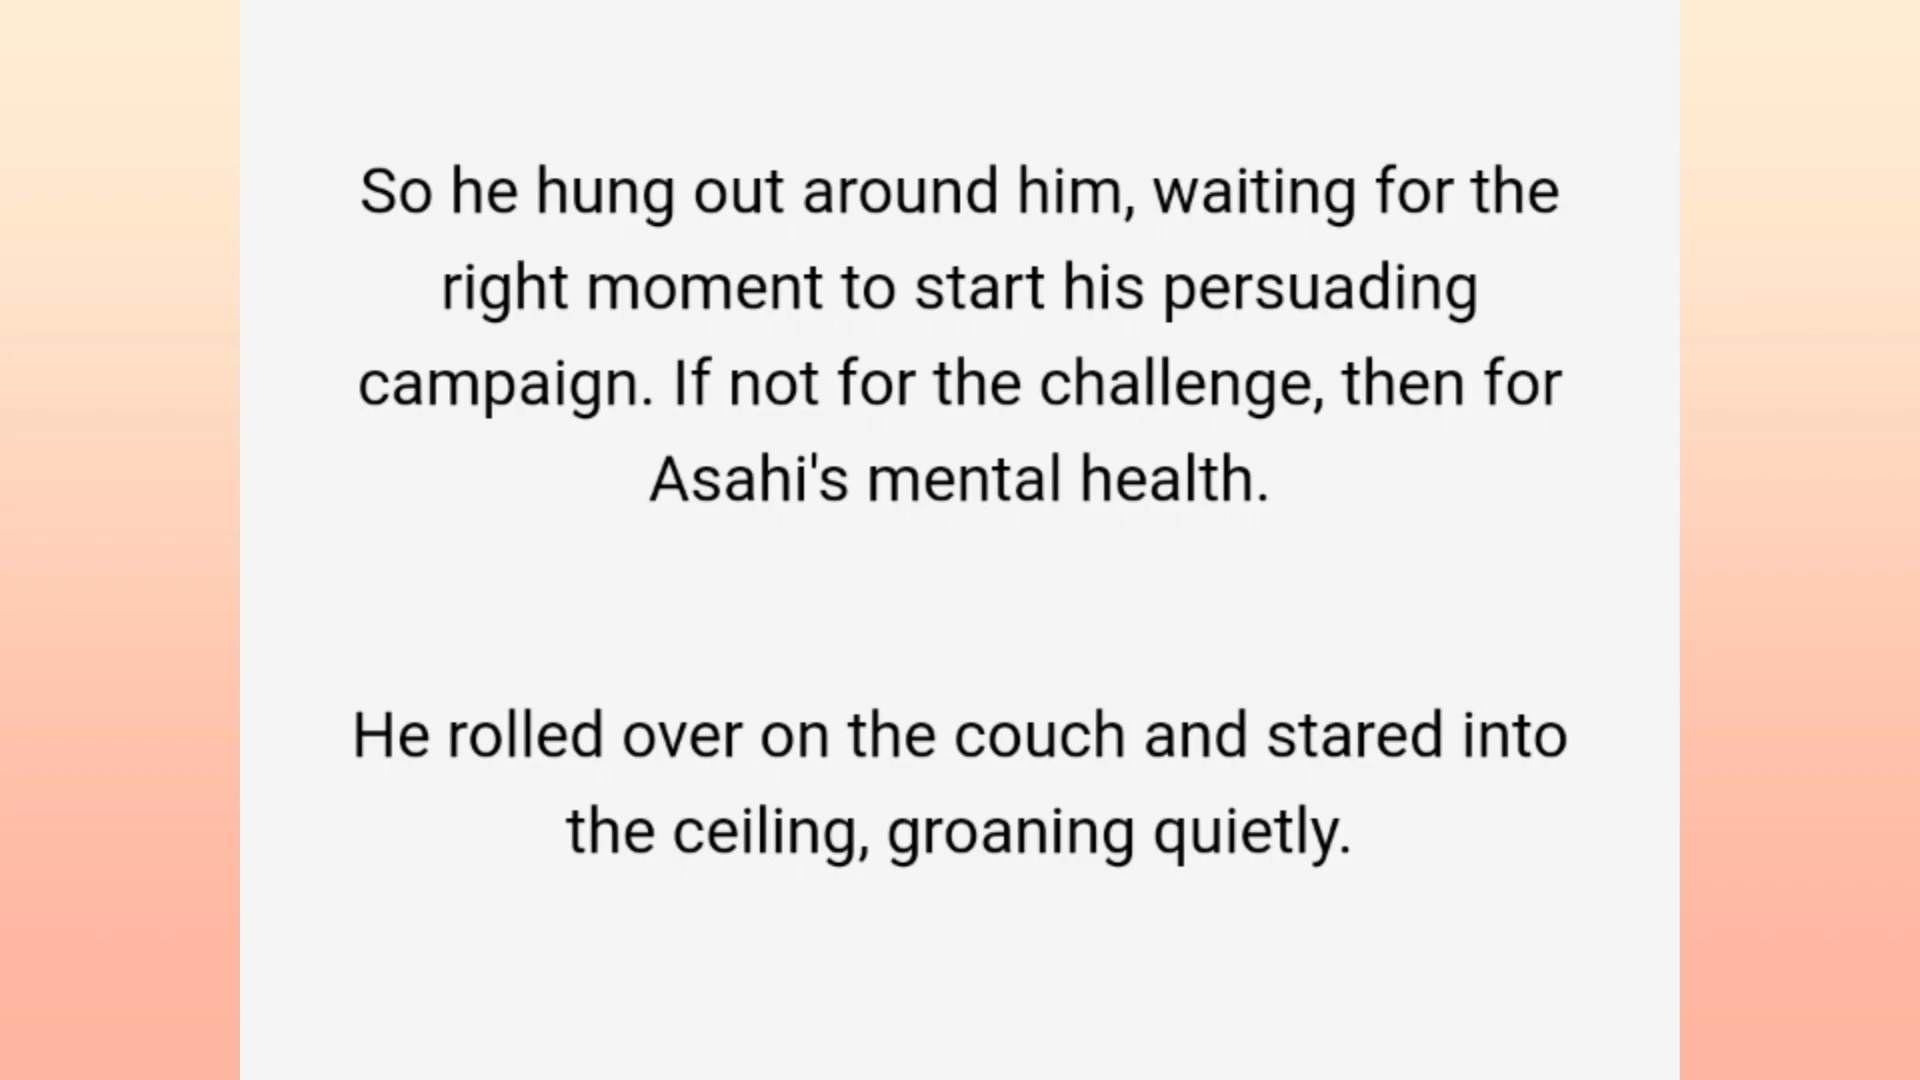 So he hung out around him, waiting for the
right moment to start his persuading
campaign. If not for the challenge, then for
Asahi's mental health.
He rolled over on the couch and stared into
the ceiling, groaning quietly.